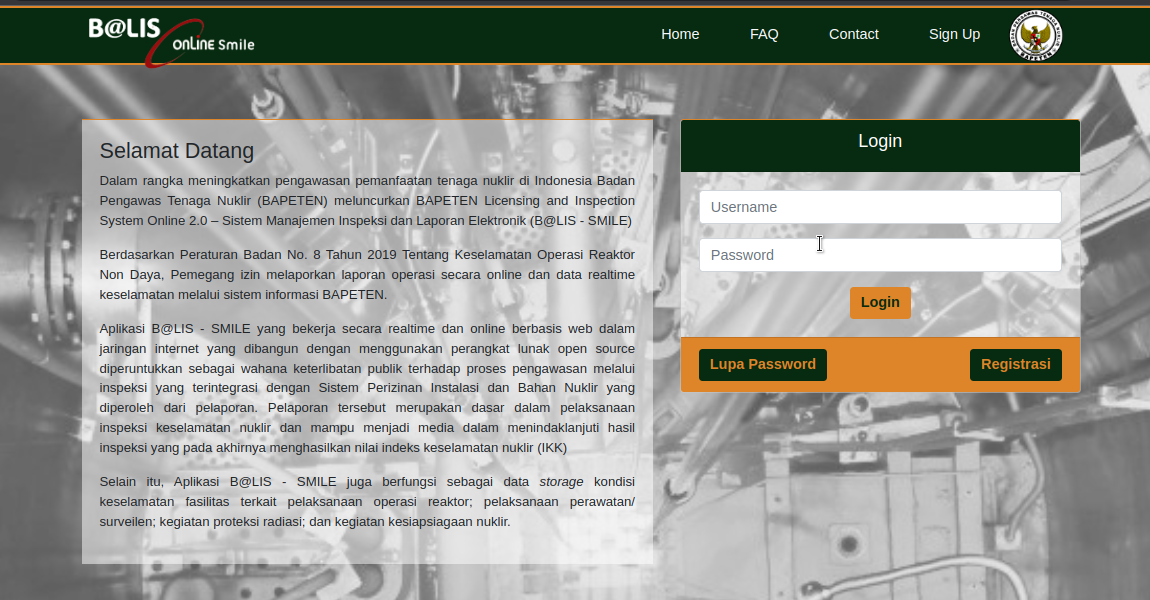 B@LIS
onLine Smile
Home FAQ Contact Sign Up
Selamat Datang
Dalam rangka meningkatkan pengawasan pemanfaatan tenaga nuklir di Indonesia Badan
Pengawas Tenaga Nuklir (BAPETEN) meluncurkan BAPETEN Licensing and Inspection
System Online 2.0 – Sistem Manajemen Inspeksi dan Laporan Elektronik (B@LIS - SMILE)
Berdasarkan Peraturan Badan No. 8 Tahun 2019 Tentang Keselamatan Operasi Reaktor
Non Daya, Pemegang izin melaporkan laporan operasi secara online dan data realtime
keselamatan melalui sistem informasi BAPETEN.
Aplikasi B@LIS - SMILE yang bekerja secara realtime dan online berbasis web dalam
jaringan internet yang dibangun dengan menggunakan perangkat lunak open source
diperuntukkan sebagai wahana keterlibatan publik terhadap proses pengawasan melalui
inspeksi yang terintegrasi dengan Sistem Perizinan Instalasi dan Bahan Nuklir yang
diperoleh dari pelaporan. Pelaporan tersebut merupakan dasar dalam pelaksanaan
inspeksi keselamatan nuklir dan mampu menjadi media dalam menindaklanjuti hasil
inspeksi yang pada akhirnya menghasilkan nilai indeks keselamatan nuklir (IKK)
Selain itu, Aplikasi B@LIS - SMILE juga berfungsi sebagai data storage kondisi
keselamatan fasilitas terkait pelaksanaan operasi reaktor; pelaksanaan perawatan/
surveilen; kegiatan proteksi radiasi; dan kegiatan kesiapsiagaan nuklir.
Login
Username
Password
Login
Lupa Password Registrasi